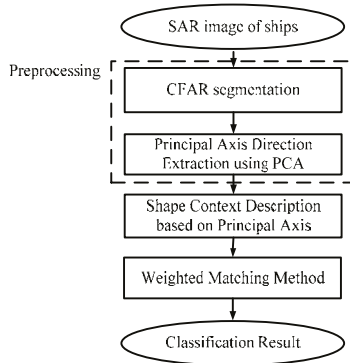 SAR image of ships
Preprocessing
CFAR segmentation
Principal Axis Direction
Extraction using PCA
Shape Context Description
based on Principal Axis
Weighted Matching Method
Classification Result